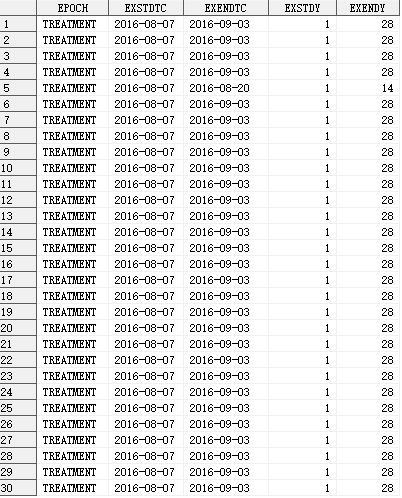 EPOCH EXSTDTC EXENDTC EXSTDY EXENDY
1 TREATMENT 2016-08-07 2016-09-03 1 28
2 TREATMENT 2016-08-07 2016-09-03 1 28
3 TREATMENT 2016-08-07 2016-09-03 1 28
4 TREATMENT 2016-08-07 2016-09-03 1 28
5 TREATMENT 2016-08-07 2016-08-20 1 14
6 TREATMENT 2016-08-07 2016-09-03 1 28
7 TREATMENT 2016-08-07 2016-09-03 1 28
8 TREATMENT 2016-08-07 2016-09-03 1 28
9 TREATMENT 2016-08-07 2016-09-03 1 28
10 TREATMENT 2016-08-07 2016-09-03 1 28
11 TREATMENT 2016-08-07 2016-09-03 1 28
12 TREATMENT 2016-08-07 2016-09-03 1 28
13 TREATMENT 2016-08-07 2016-09-03 1 28
14 TREATMENT 2016-08-07 2016-09-03 1 28
15 TREATMENT 2016-08-07 2016-09-03 1 28
16 TREATMENT 2016-08-07 2016-09-03 1 28
17 TREATMENT 2016-08-07 2016-09-03 1 28
18 TREATMENT 2016-08-07 2016-09-03 1 28
19 TREATMENT 2016-08-07 2016-09-03 1 28
20 TREATMENT 2016-08-07 2016-09-03 1 28
21 TREATMENT 2016-08-07 2016-09-03 1 28
22 TREATMENT 2016-08-07 2016-09-03 1 28
23 TREATMENT 2016-08-07 2016-09-03 1 28
24 TREATMENT 2016-08-07 2016-09-03 1 28
25 TREATMENT 2016-08-07 2016-09-03 1 28
26 TREATMENT 2016-08-07 2016-09-03 1 28
27 TREATMENT 2016-08-07 2016-09-03 1 28
28 TREATMENT 2016-08-07 2016-09-03 1 28
29 TREATMENT 2016-08-07 2016-09-03 1 28
30 TREATMENT 2016-08-07 2016-09-03 1 28